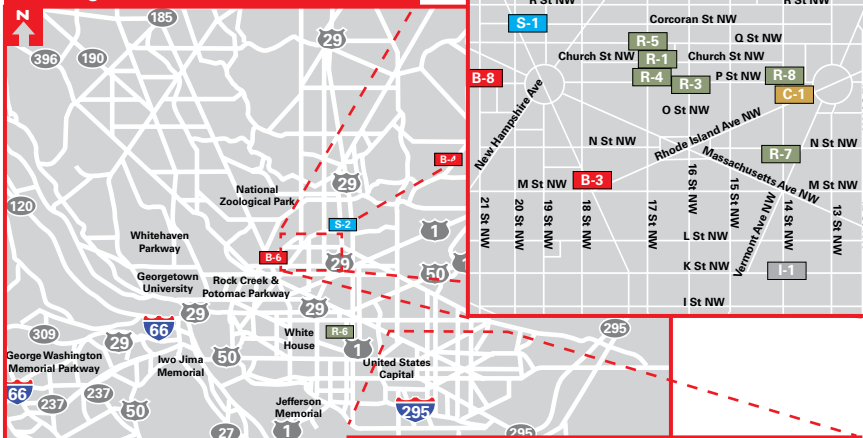 N
185
29
396
190
B-4
National
Zoological Park
29
120
S-2
1
Whitehaven
Parkway
B-6
29
50
Georgetown
University
Rock Creek &
Potomac Parkway
29
29
66
309
29
White
House
R-6
1
295
George Washington
Memorial Parkway
Iwo Jima
Memorial
50
United States
Capital
66
237
237
50
Jefferson
Memorial
295
27
1
295
S-1
Corcoran St NW
R-5
Q St NW
Church St NW
R-1
Church St NW
B-8
R-4
R-3
P St NW
R-8
C-1
New Hampshire Ave
O St NW
Rhode Island Ave NW
N St NW
R-7
N St NW
Massachusetts Ave NW
M St NW
B-3
M St NW
21 St NW
20 St NW
19 St NW
18 St NW
17 St NW
16 St NW
15 St NW
Vermont Ave NW
14 St NW
13 St NW
L St NW
K St NW
I-1
I St NW